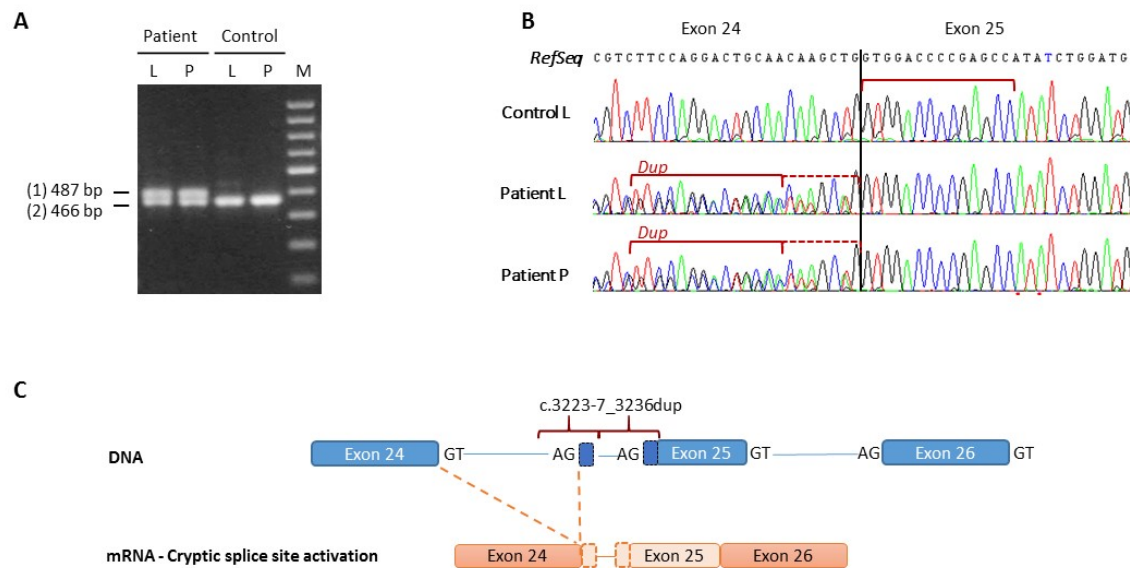 A
Patient Control
L P L P M
(1) 487 bp
(2) 466 bp
B
Exon 24 Exon 25
RefSeq CGTCTTCCAGGACTGCAACAAGCTGGTGGACCCCGAGCCATATCTGGATG
Control L
Dup
Patient L
Dup
Patient P
C
c.3223-7_3236dup
DNA Exon 24 GT AG AG Exon 25 GT AG Exon 26 GT
mRNA - Cryptic splice site activation Exon 24 Exon 25 Exon 26